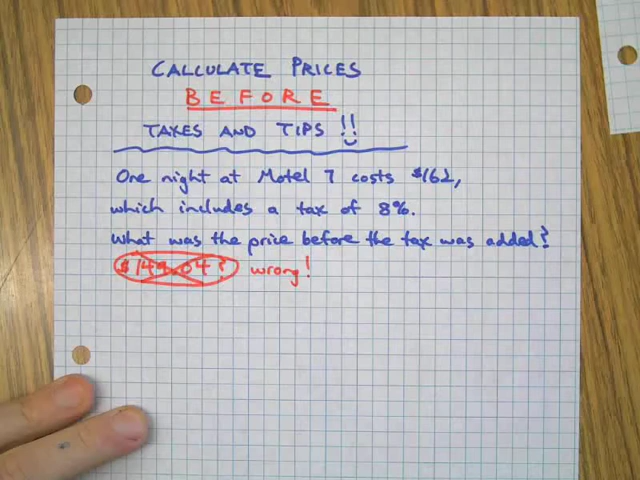 CALCULATE PRICES
BEFORE
TAXES AND TIPS !!
One night at Motel 7 costs $162,
which includes a tax of 8%.
What was the price before the tax was added?
$149.04? wrong!